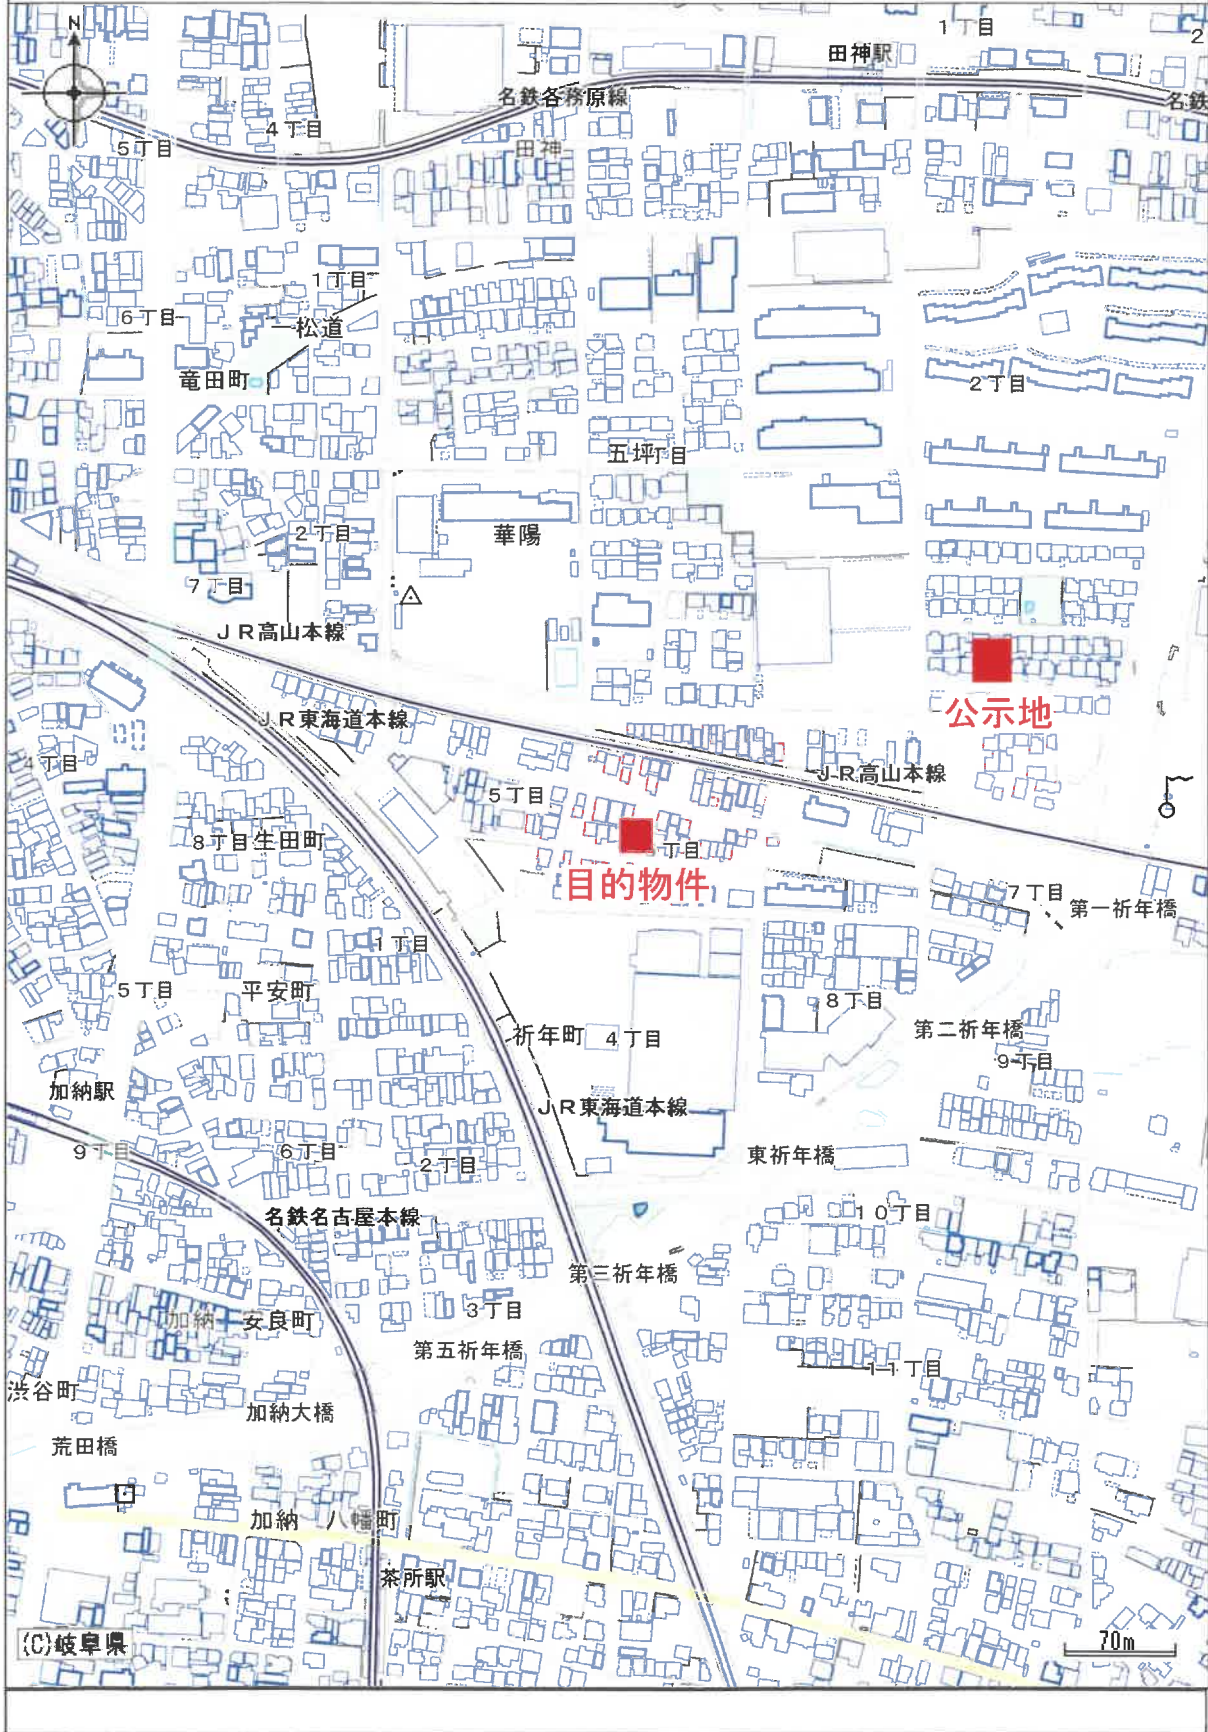 N
1丁目
2
田神駅
名鉄各務原線
名鉄
4丁目
5丁目
田神
1丁目
6丁目
一松道
竜田町
2丁目
五坪丁目
華陽
2丁目
7丁目
JR高山本線
公示地
JR東海道本線
4丁目
JR高山本線
5丁目
8丁目
生田町
丁目
目的物件
7丁目
第一祈年橋
1丁目
5丁目
平安町
8丁目
祈年町
4丁目
第二祈年橋
9丁目
加納駅
JR東海道本線
9丁目
6丁目
2丁目
東祈年橋
名鉄名古屋本線
10丁目
第三祈年橋
加納
安良町
3丁目
第五祈年橋
11丁目
渋谷町
加納大橋
荒田橋
加納
八幡町
茶所駅
(C)岐阜県
70m